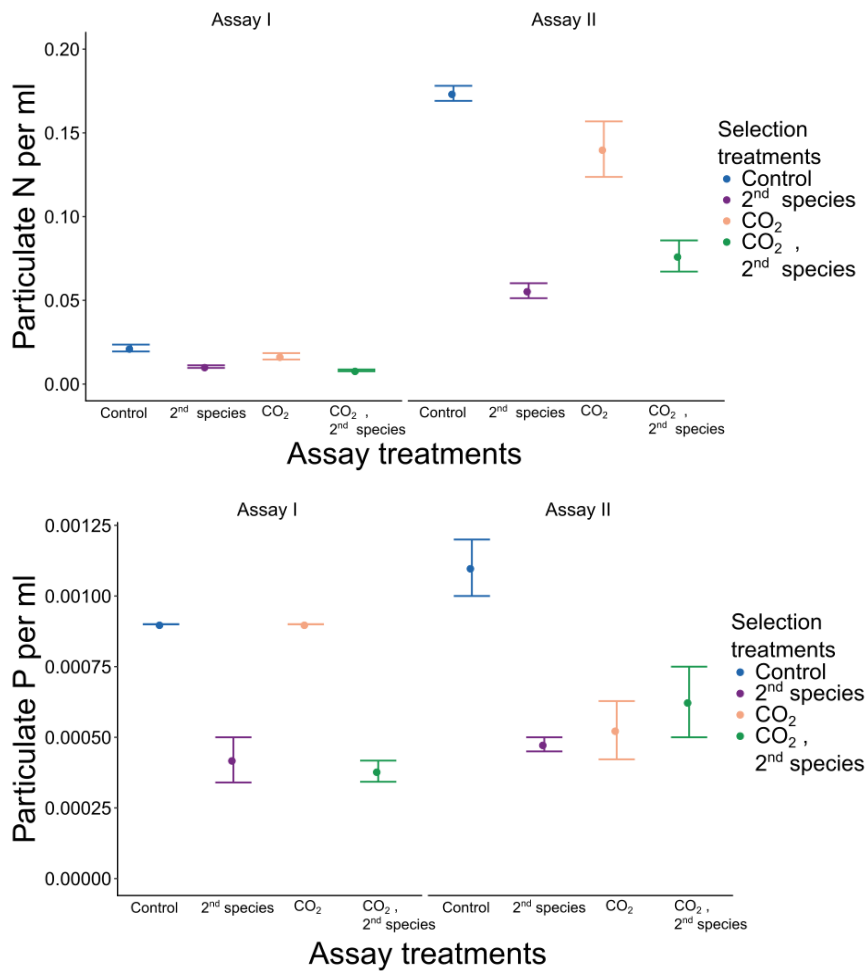 Assay I
Assay II
Particulate N per ml
0.20
0.15
0.10
0.05
0.00
Control
2nd species
CO2
CO2 ,
2nd species
Control
2nd species
CO2
CO2 ,
2nd species
Assay treatments
Selection
treatments
Control
2nd species
CO2
CO2 ,
2nd species
Assay I
Assay II
Particulate P per ml
0.00125
0.00100
0.00075
0.00050
0.00025
0.00000
Control
2nd species
CO2
CO2 ,
2nd species
Control
2nd species
CO2
CO2 ,
2nd species
Assay treatments
Selection
treatments
Control
2nd species
CO2
CO2 ,
2nd species